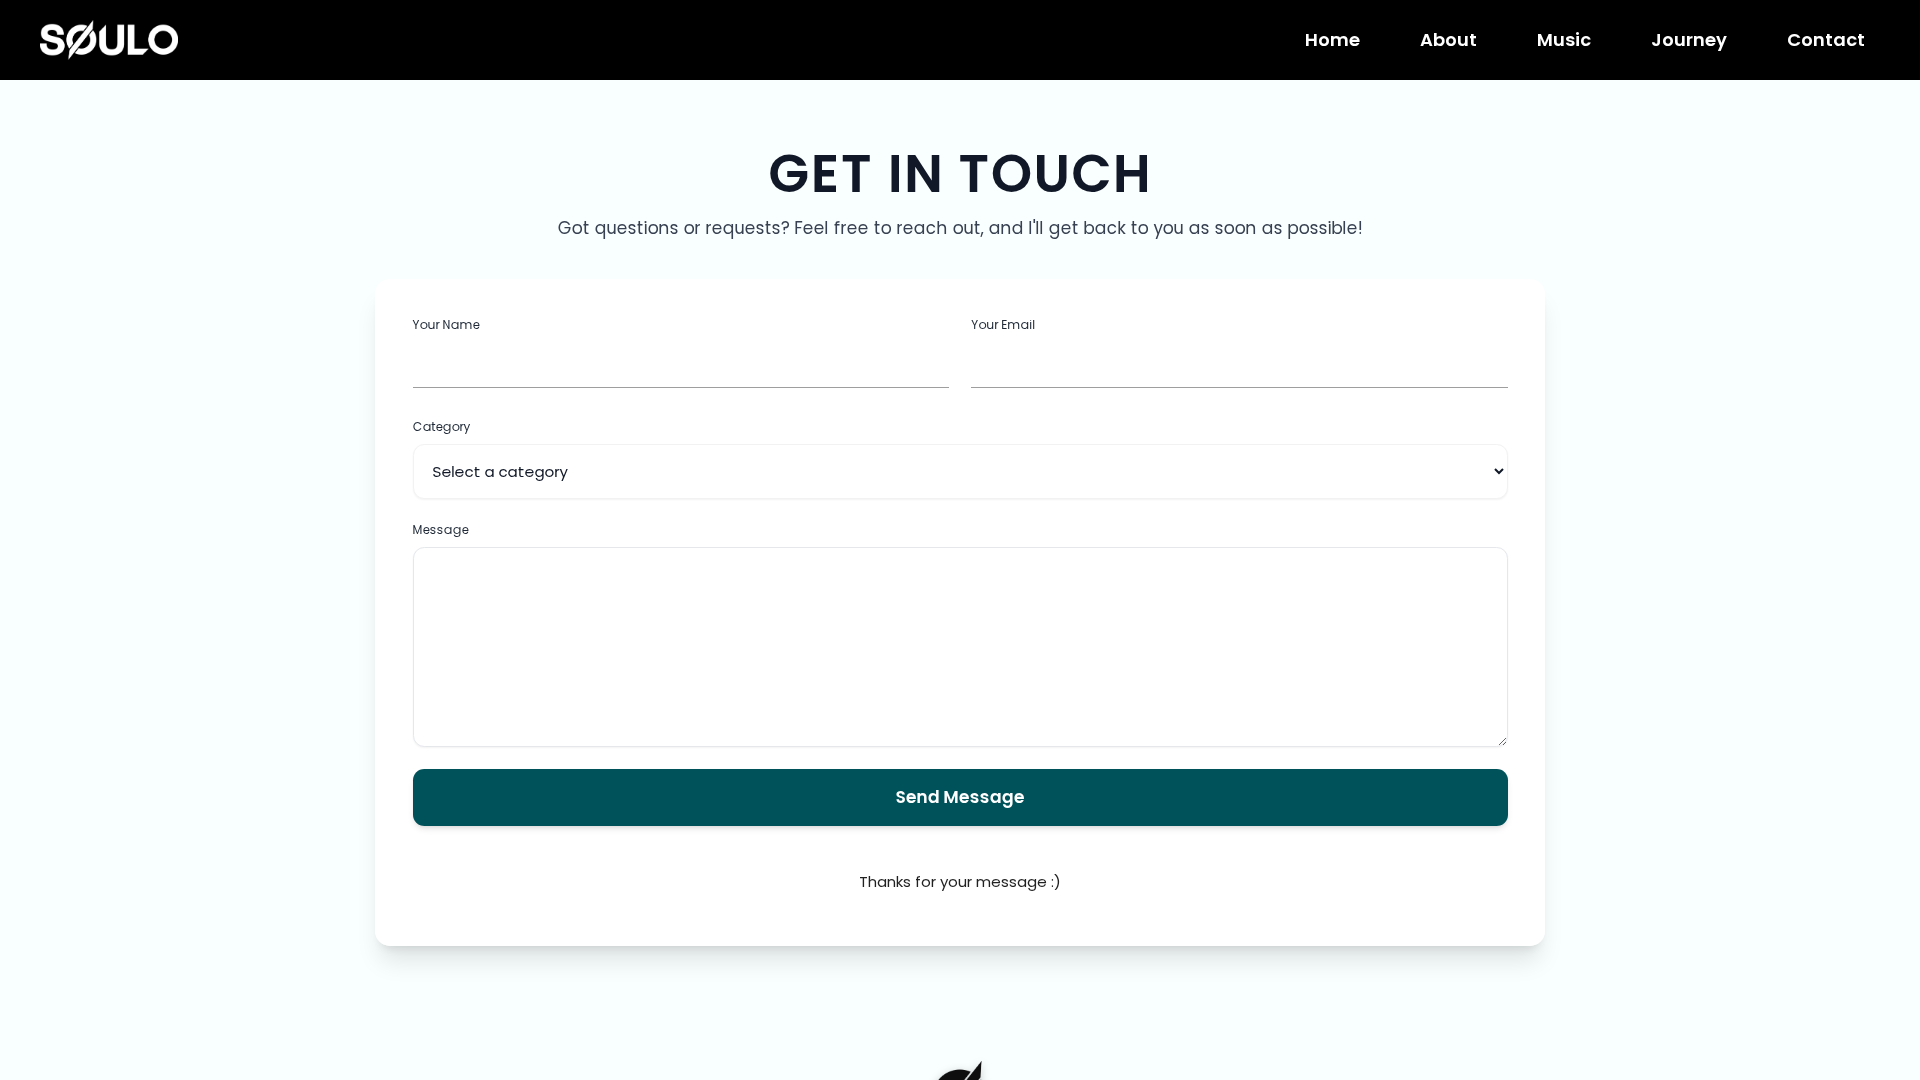 SØULO
Home
About
Music
Journey
Contact
GET IN TOUCH
Got questions or requests? Feel free to reach out, and I'll get back to you as soon as possible!
Your Name
Your Email
Category
Select a category
Message
Send Message
Thanks for your message :)